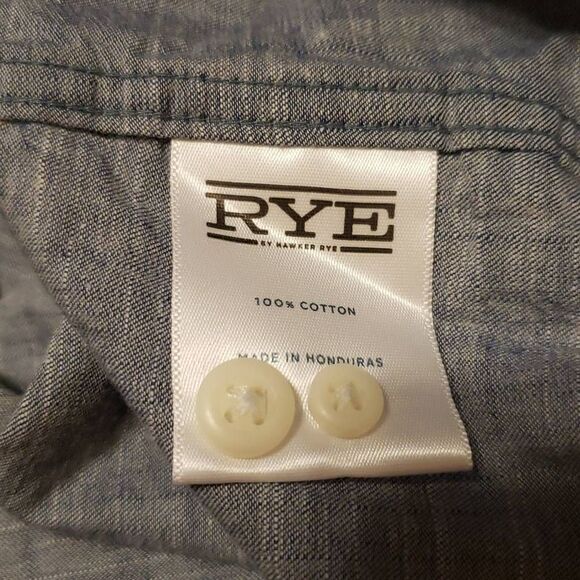 RYE
BY HAWKER RYE
100% COTTON
MADE IN HONDURAS